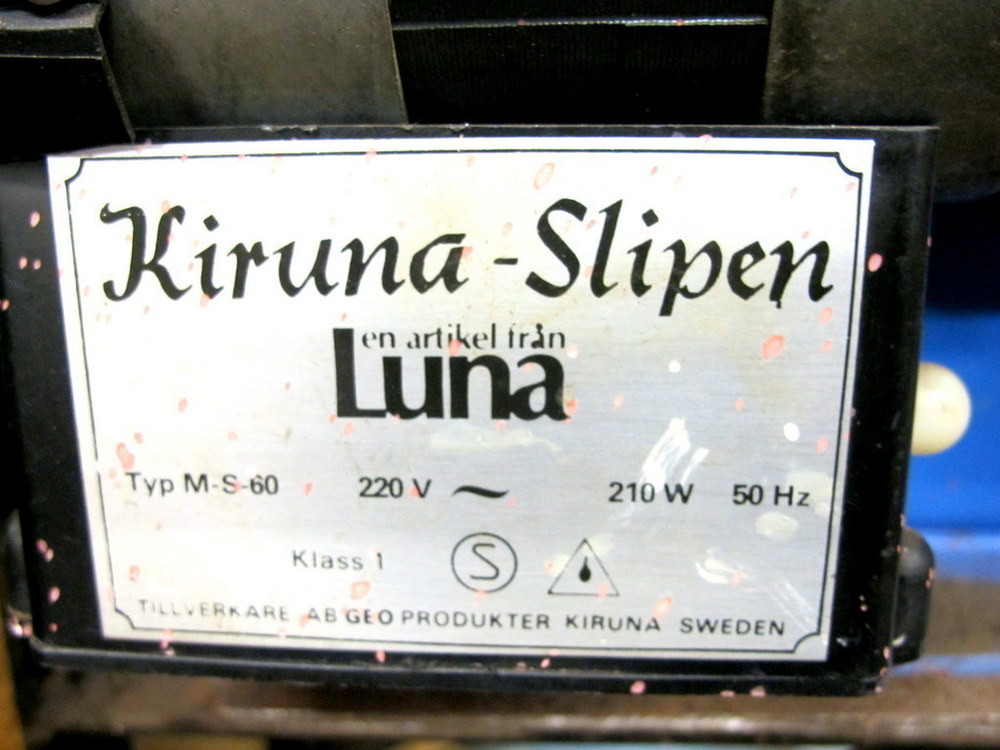 Kiruna-Slipen
en artikel från
Luna
Typ M-S-60 220 V ~ 210 W 50 Hz
Klass 1 S
TILLVERKARE AB GEO PRODUKTER KIRUNA SWEDEN